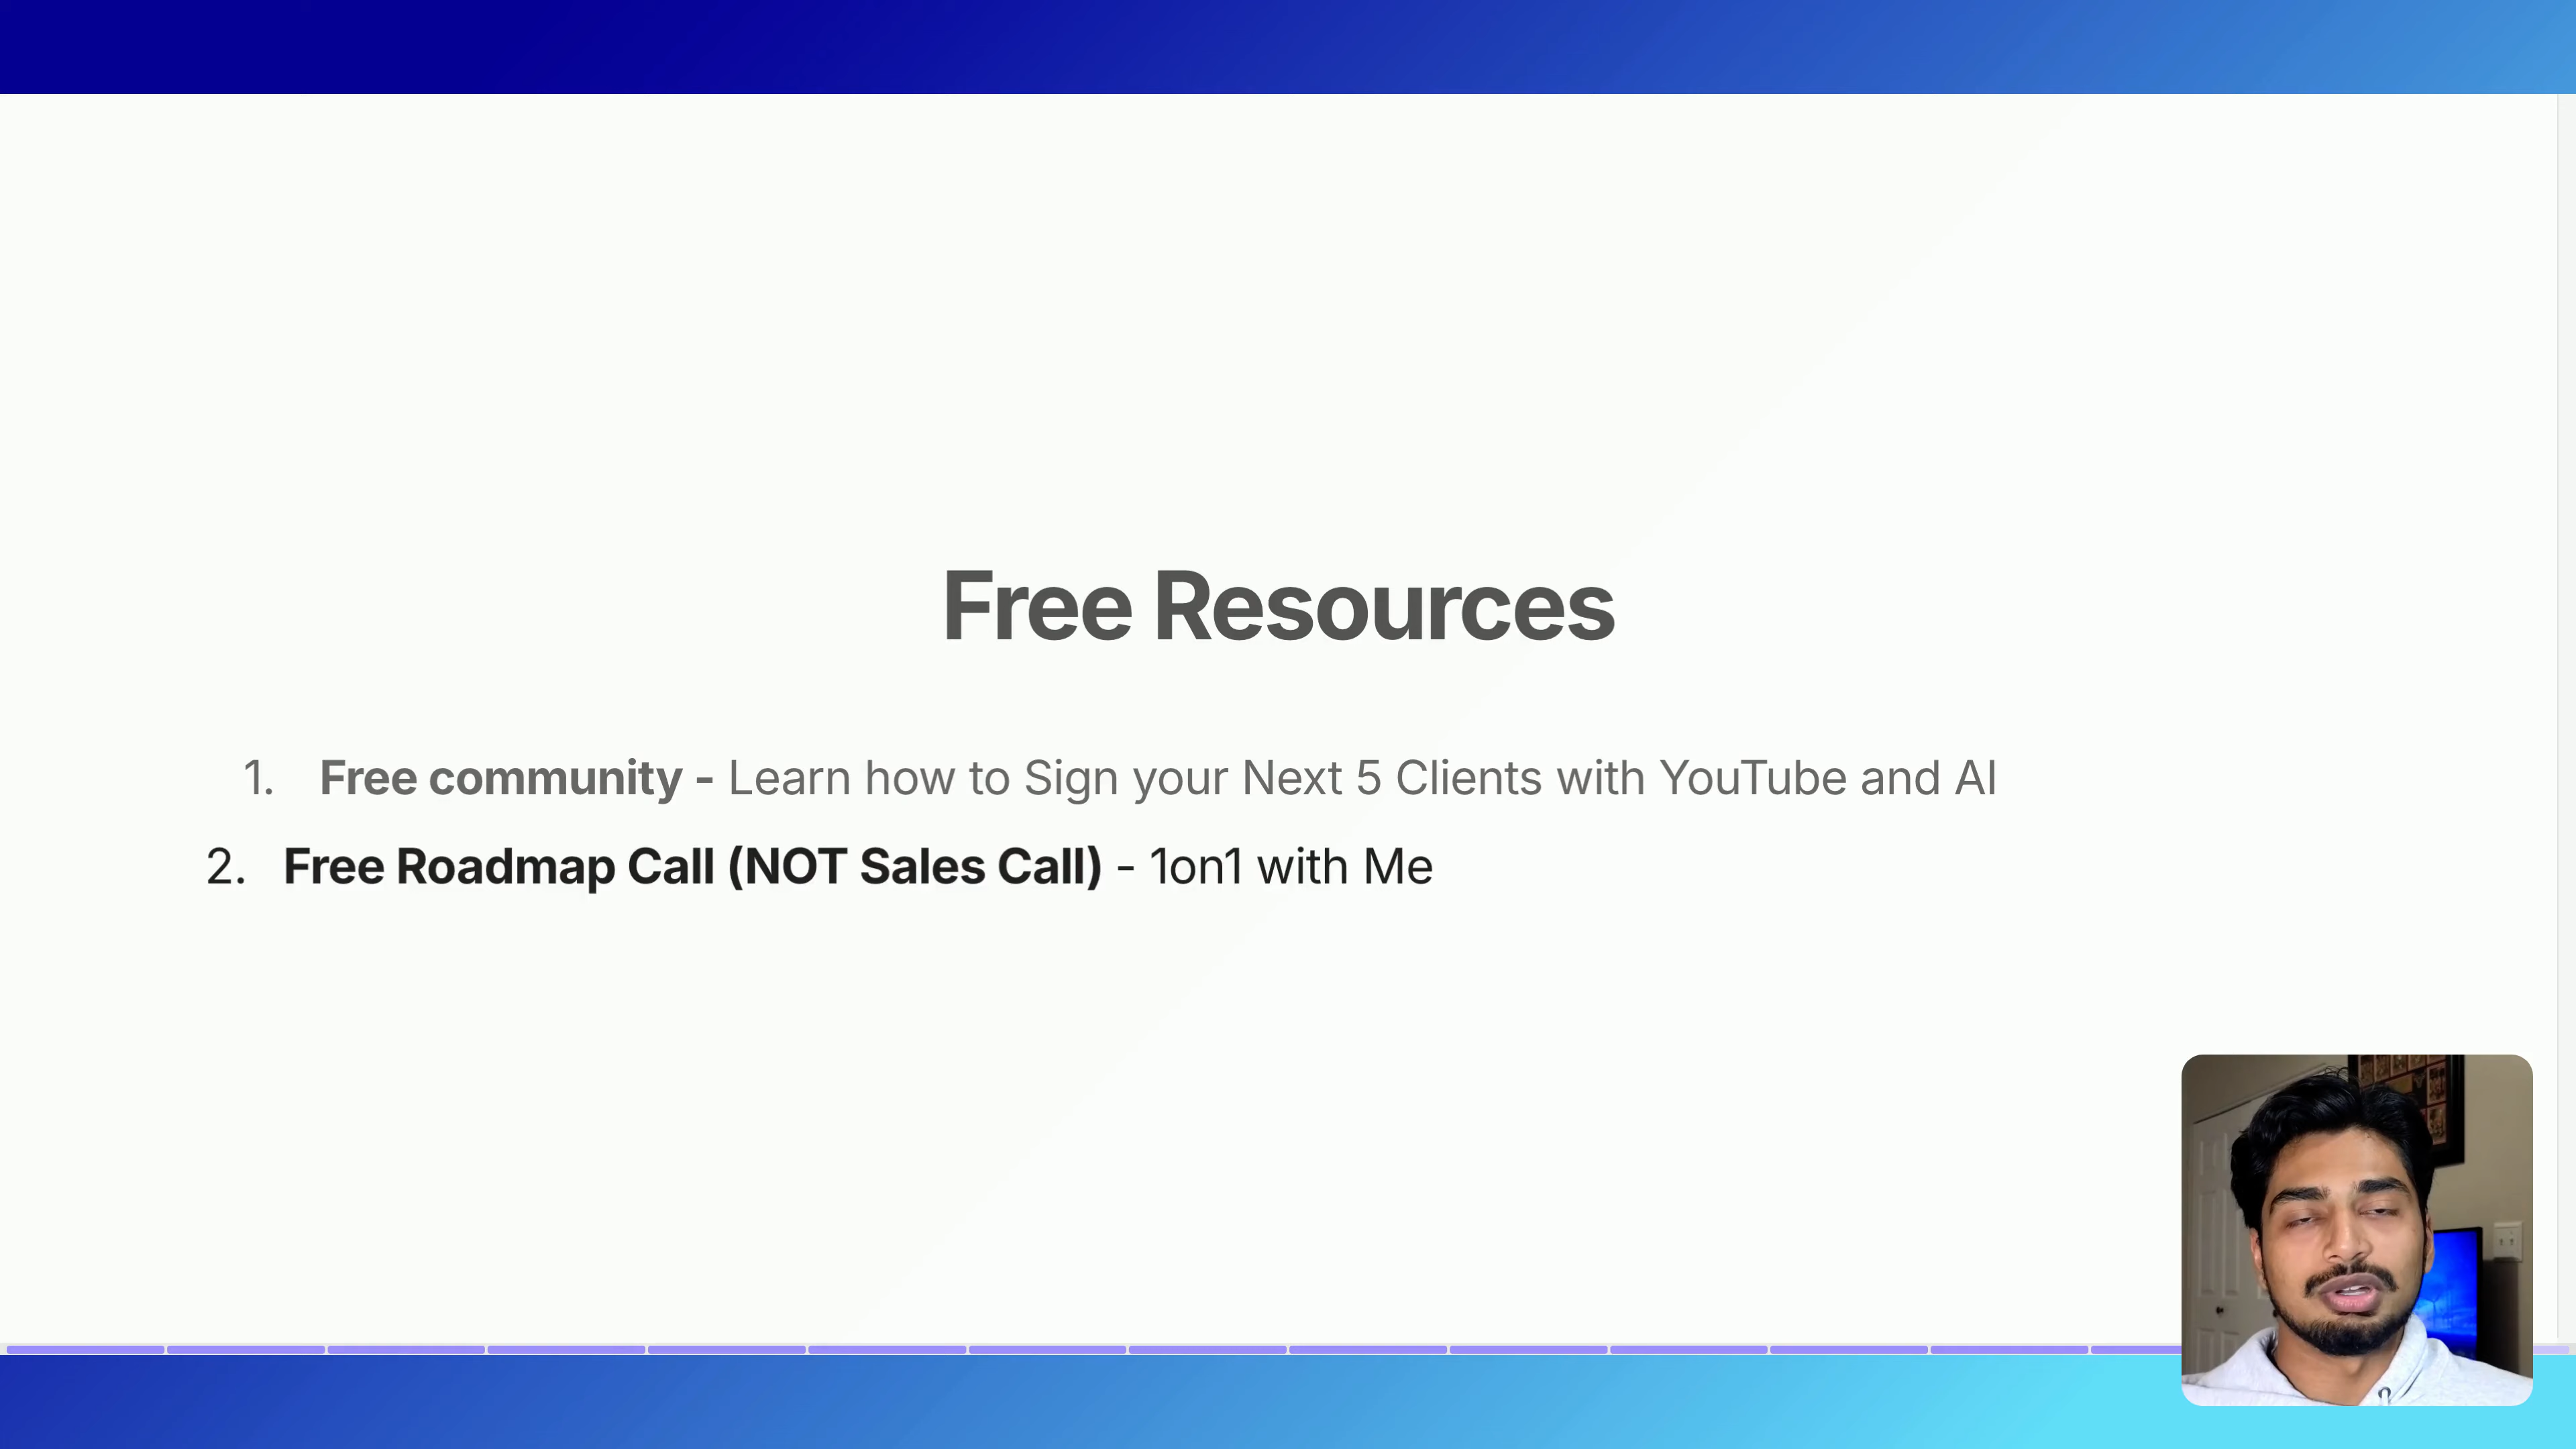 Free Resources
1. Free community - Learn how to Sign your Next 5 Clients with YouTube and AI
2. Free Roadmap Call (NOT Sales Call) - 1on1 with Me